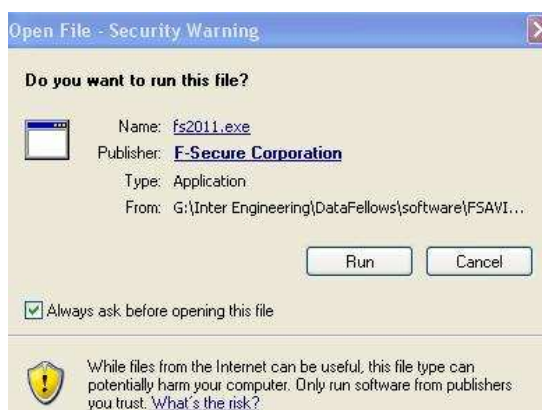 Open File - Security Warning
Do you want to run this file?
Name: fs2011.exe
Publisher: F-Secure Corporation
Type: Application
From: G:\Inter Engineering\DataFellows\software\FSAVI...
Run Cancel
Always ask before opening this file
While files from the Internet can be useful, this file type can
potentially harm your computer. Only run software from publishers
you trust. What's the risk?